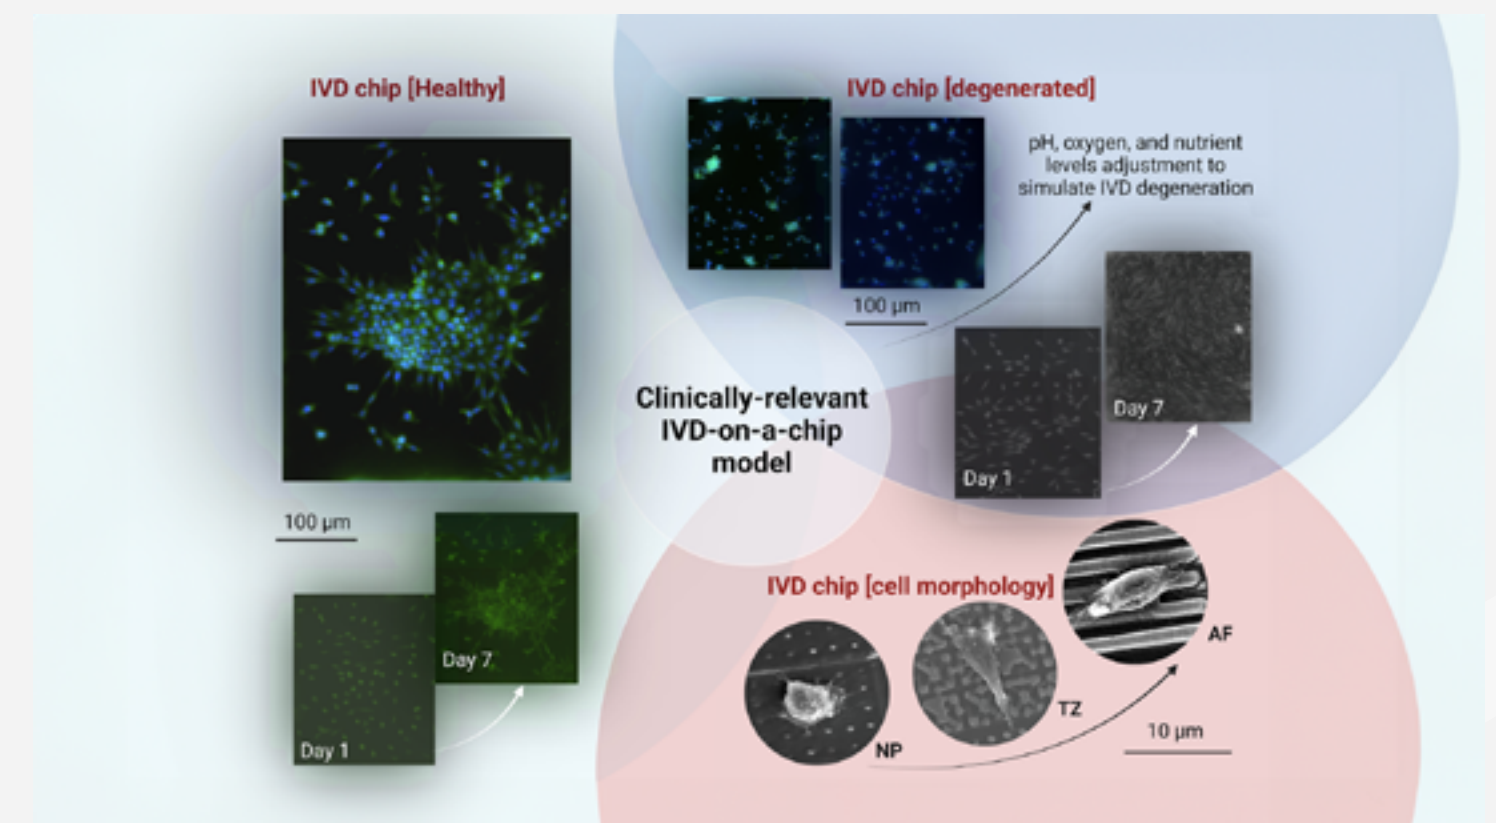 IVD chip [Healthy]
100 µm
Day 7
Day 1
IVD chip [degenerated]
pH, oxygen, and nutrient
levels adjustment to
simulate IVD degeneration
100 µm
Day 7
Day 1
Clinically-relevant
IVD-on-a-chip
model
IVD chip [cell morphology]
AF
TZ
NP
10 µm